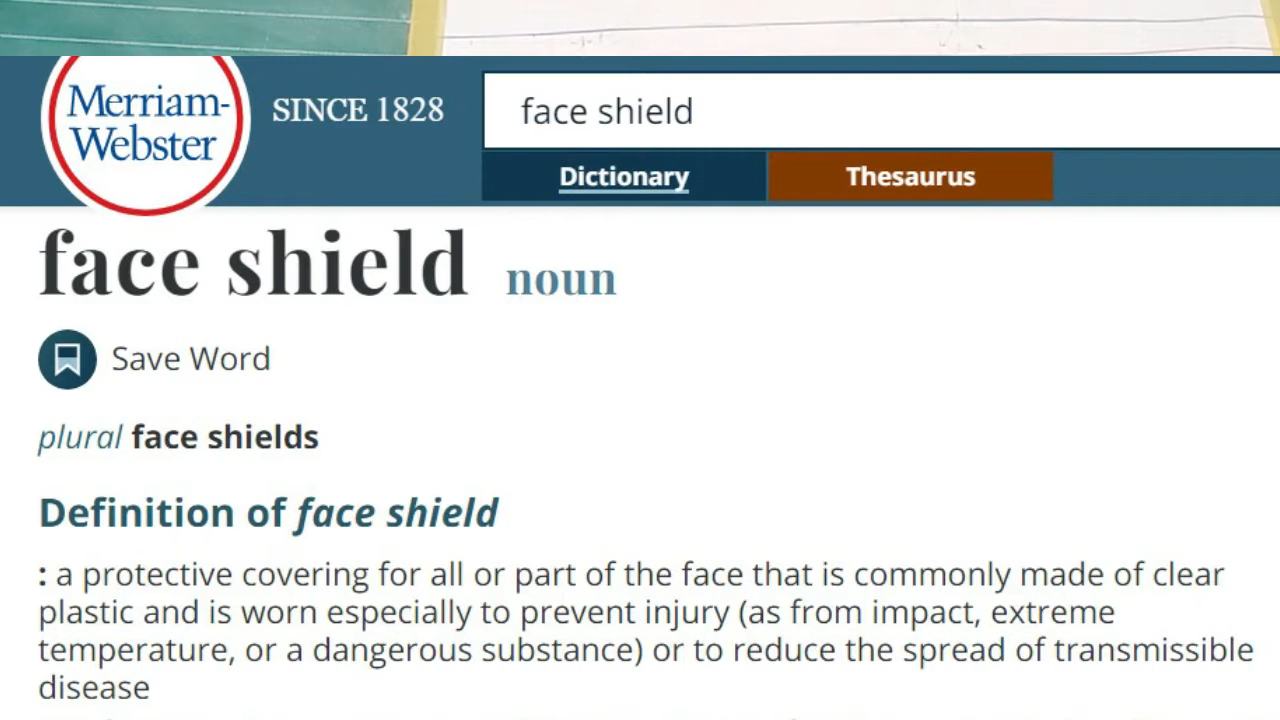 Merriam-
Webster
SINCE 1828
face shield
Dictionary
Thesaurus
face shield noun
Save Word
plural face shields
Definition of face shield
: a protective covering for all or part of the face that is commonly made of clear
plastic and is worn especially to prevent injury (as from impact, extreme
temperature, or a dangerous substance) or to reduce the spread of transmissible
disease